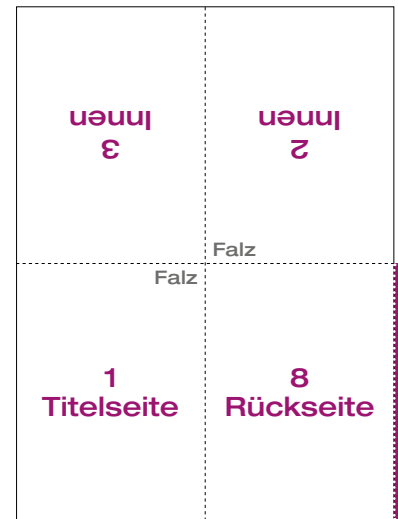 Innen
3
Innen
2
Falz
Falz
1
Titelseite
8
Rückseite